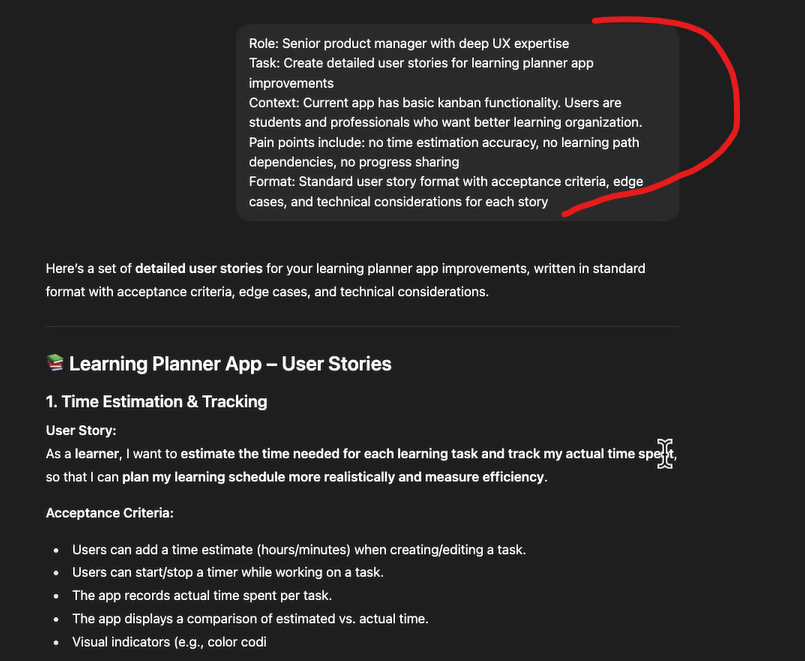 Role: Senior product manager with deep UX expertise
Task: Create detailed user stories for learning planner app
improvements
Context: Current app has basic kanban functionality. Users are
students and professionals who want better learning organization.
Pain points include: no time estimation accuracy, no learning path
dependencies, no progress sharing
Format: Standard user story format with acceptance criteria, edge
cases, and technical considerations for each story
Here's a set of detailed user stories for your learning planner app improvements, written in standard
format with acceptance criteria, edge cases, and technical considerations.
📚 Learning Planner App – User Stories
1. Time Estimation & Tracking
User Story:
As a learner, I want to estimate the time needed for each learning task and track my actual time spent,
so that I can plan my learning schedule more realistically and measure efficiency.
Acceptance Criteria:
• Users can add a time estimate (hours/minutes) when creating/editing a task.
• Users can start/stop a timer while working on a task.
• The app records actual time spent per task.
• The app displays a comparison of estimated vs. actual time.
• Visual indicators (e.g., color codi